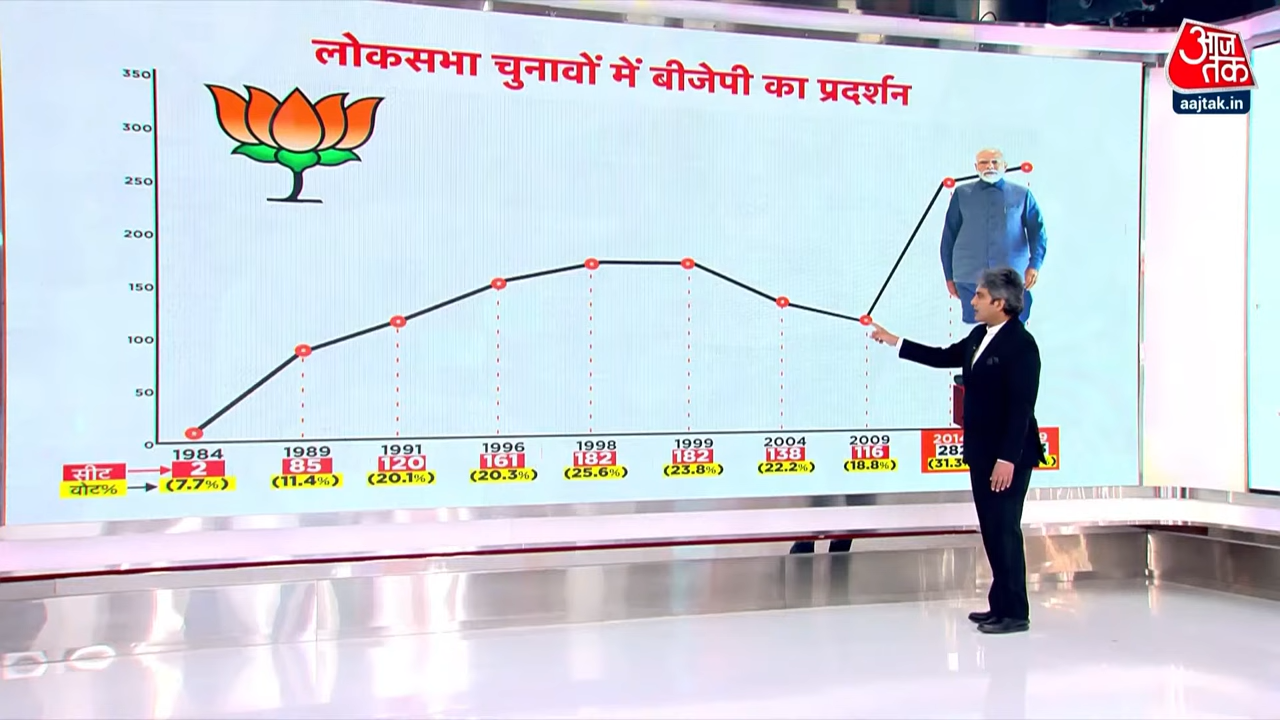 लोकसभा चुनावों में बीजेपी का प्रदर्शन
आज तक
aajtak.in
350
300
250
200
150
100
50
0
1984 1989 1991 1996 1998 1999 2004 2009
सीट 2 85 120 161 182 182 138 116
वोट% (7.7%) (11.4%) (20.1%) (20.3%) (25.6%) (23.8%) (22.2%) (18.8%)